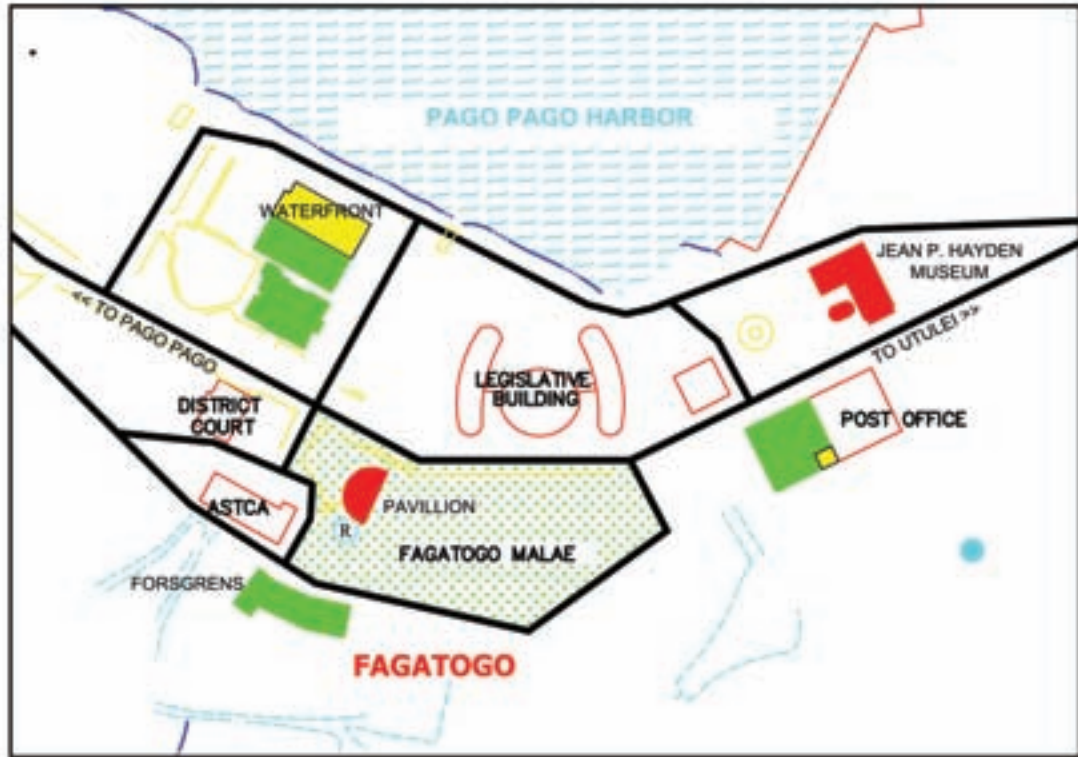 PAGO PAGO HARBOR
WATERFRONT
JEAN P. HAYDEN
MUSEUM
<< TO PAGO PAGO
TO UTULEI >>
LEGISLATIVE
BUILDING
DISTRICT
COURT
POST OFFICE
ASTCA
PAVILLION
R
FAGATOGO MALAE
FORSGRENS
FAGATOGO